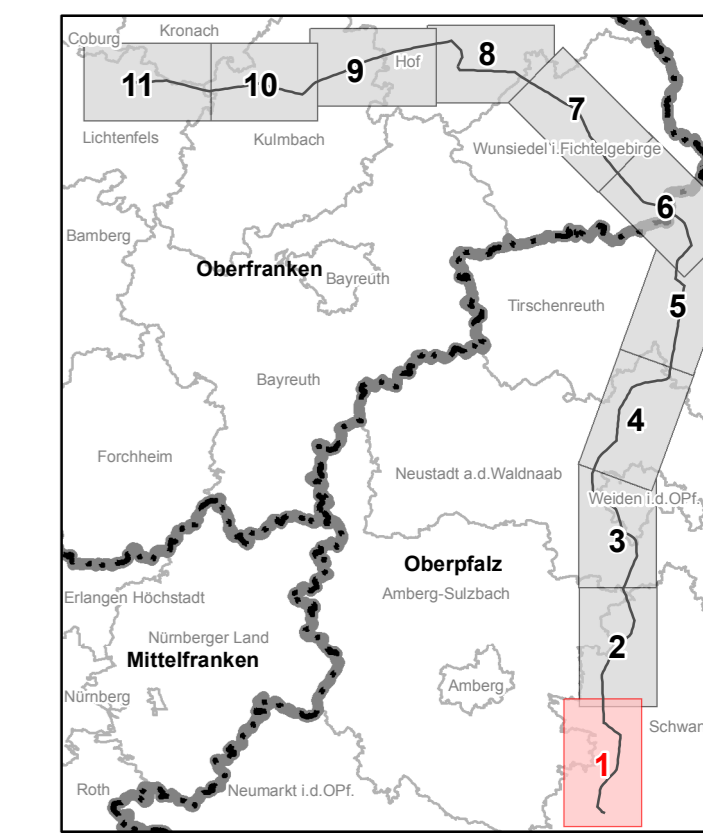 Kronach
Coburg
8
Hof
9
11
10
7
Lichtenfels
Kulmbach
Wunsiedel i.Fichtelgebirge
6
Bamberg
Oberfranken
Bayreuth
Tirschenreuth
5
Bayreuth
4
Forchheim
Neustadt a.d.Waldnaab
Weiden i.d.OPf.
3
Oberpfalz
Amberg-Sulzbach
Erlangen Höchstadt
Nürnberger Land
2
Mittelfranken
Amberg
Nürnberg
Schwan
1
Roth
Neumarkt i.d.OPf.